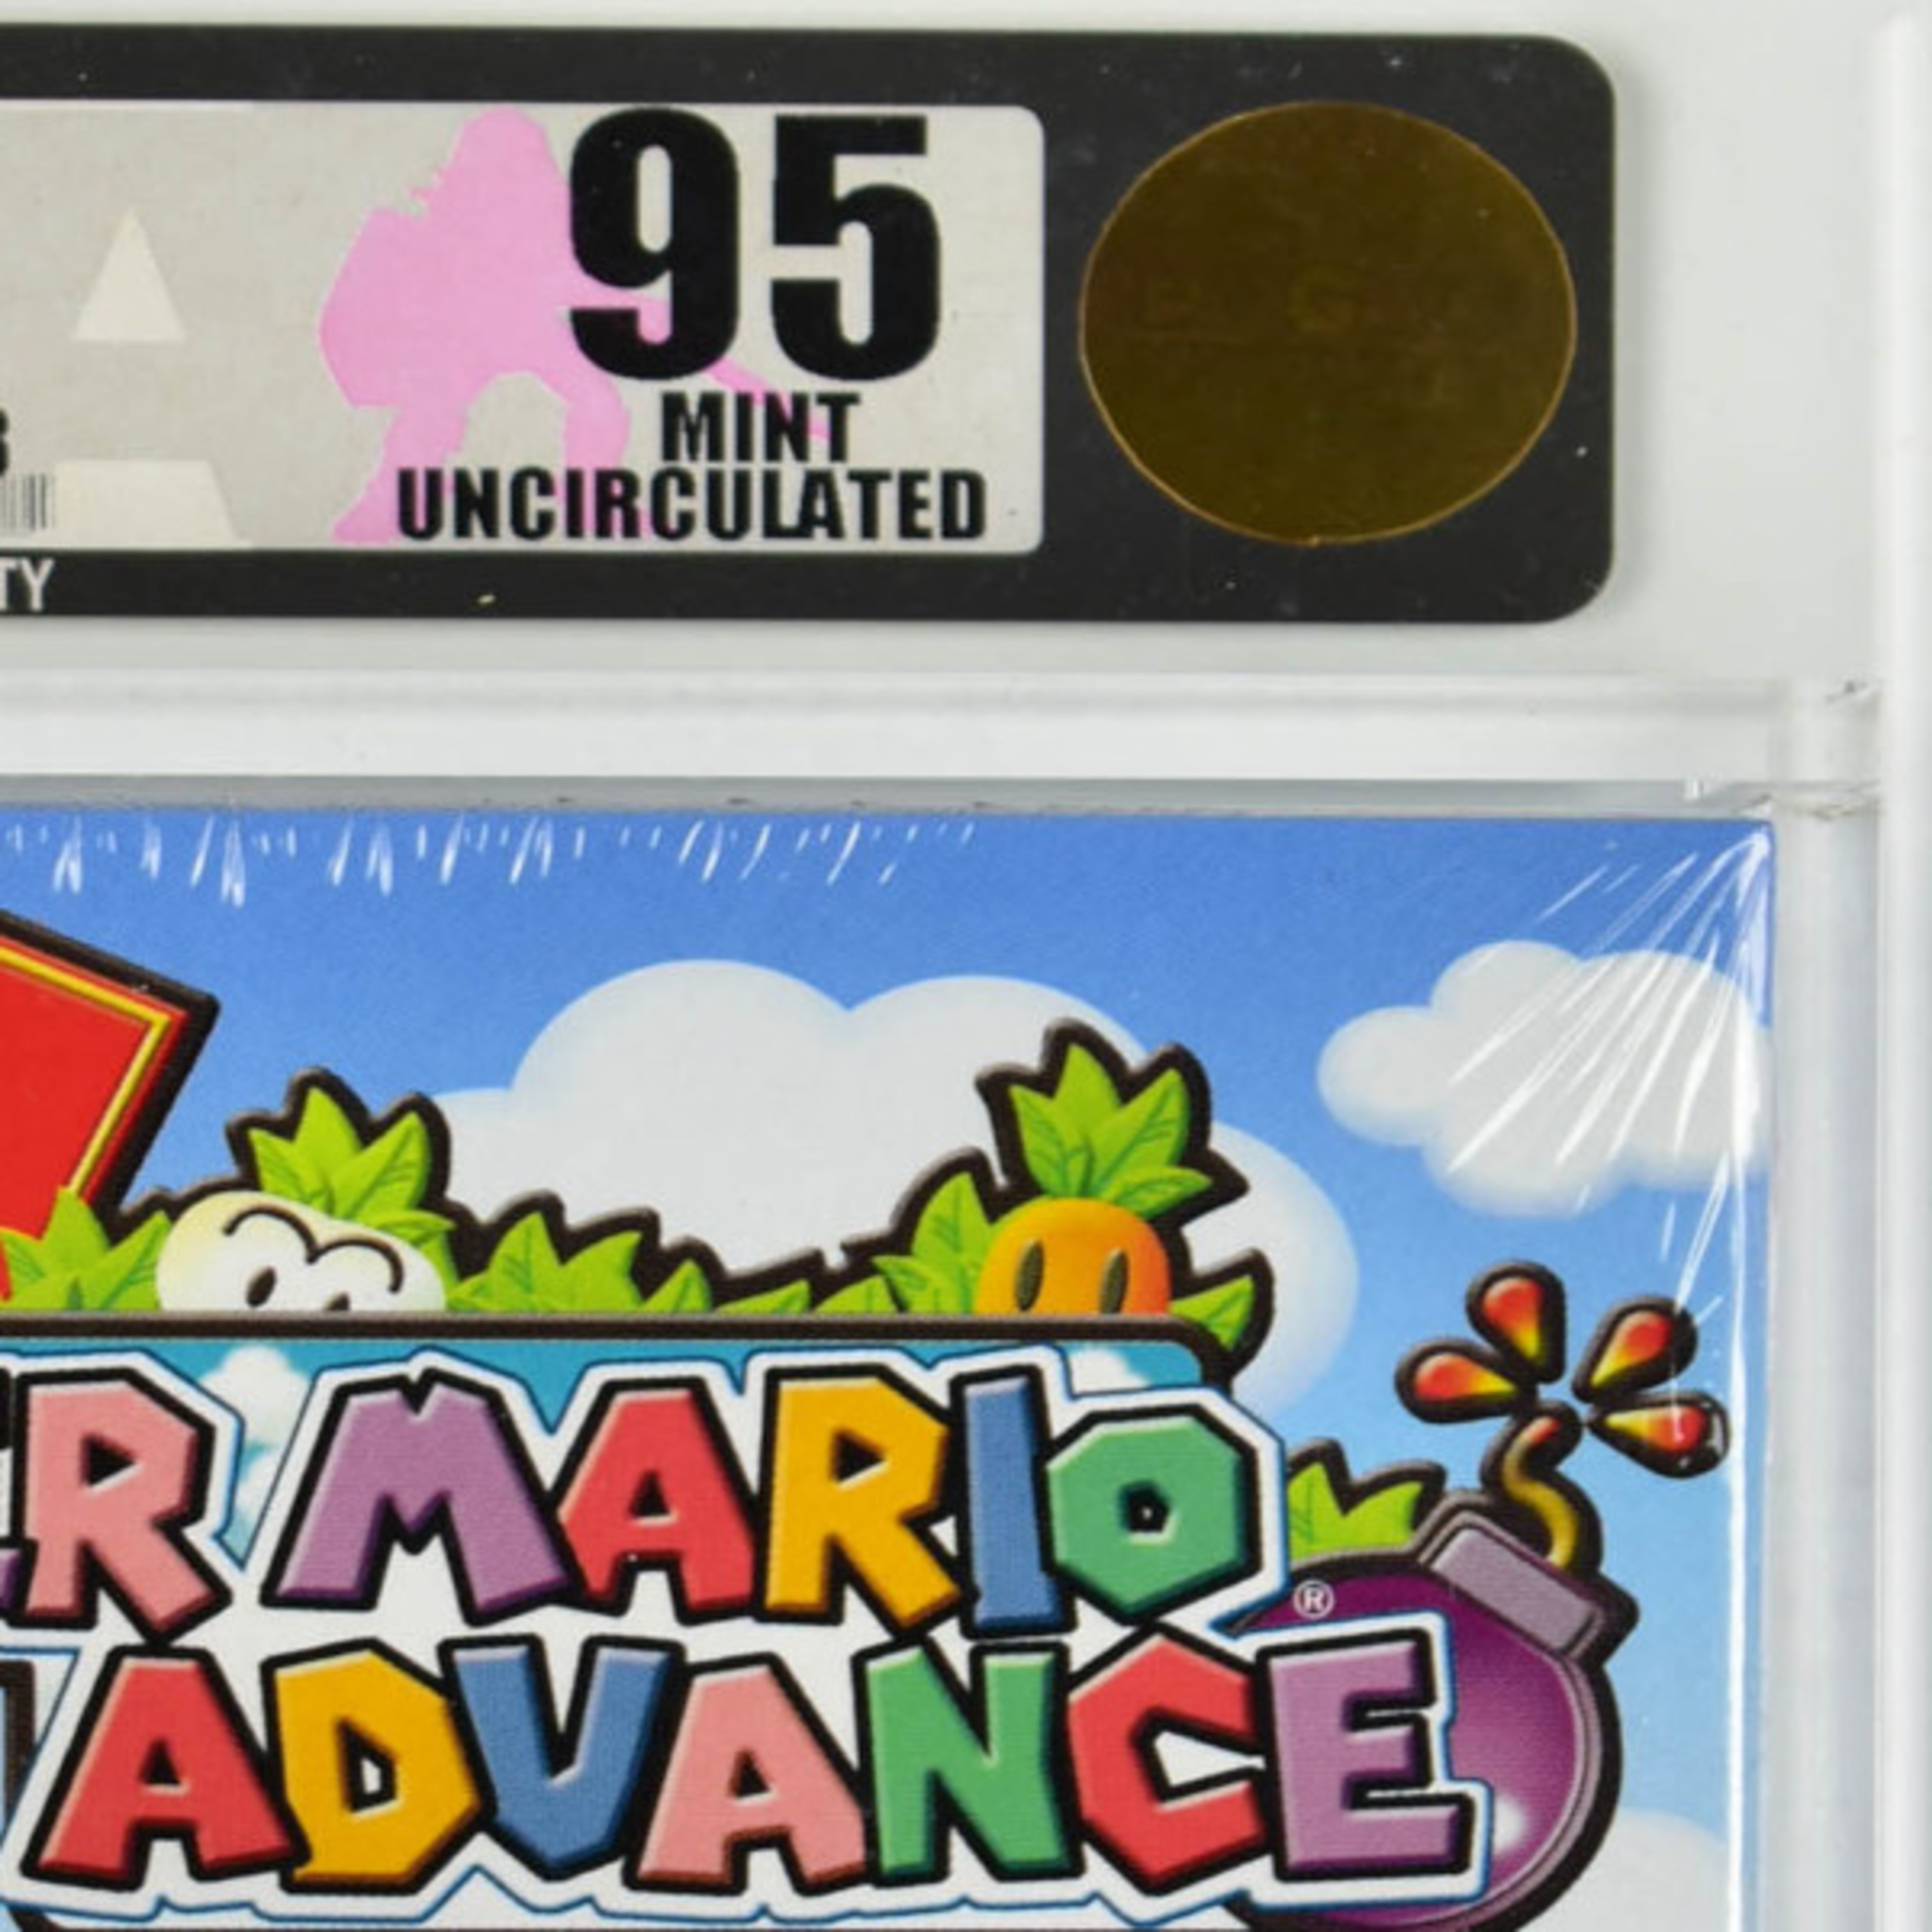 95
MINT
UNCIRCULATED
TY
R MARIO
®
ADVANCE